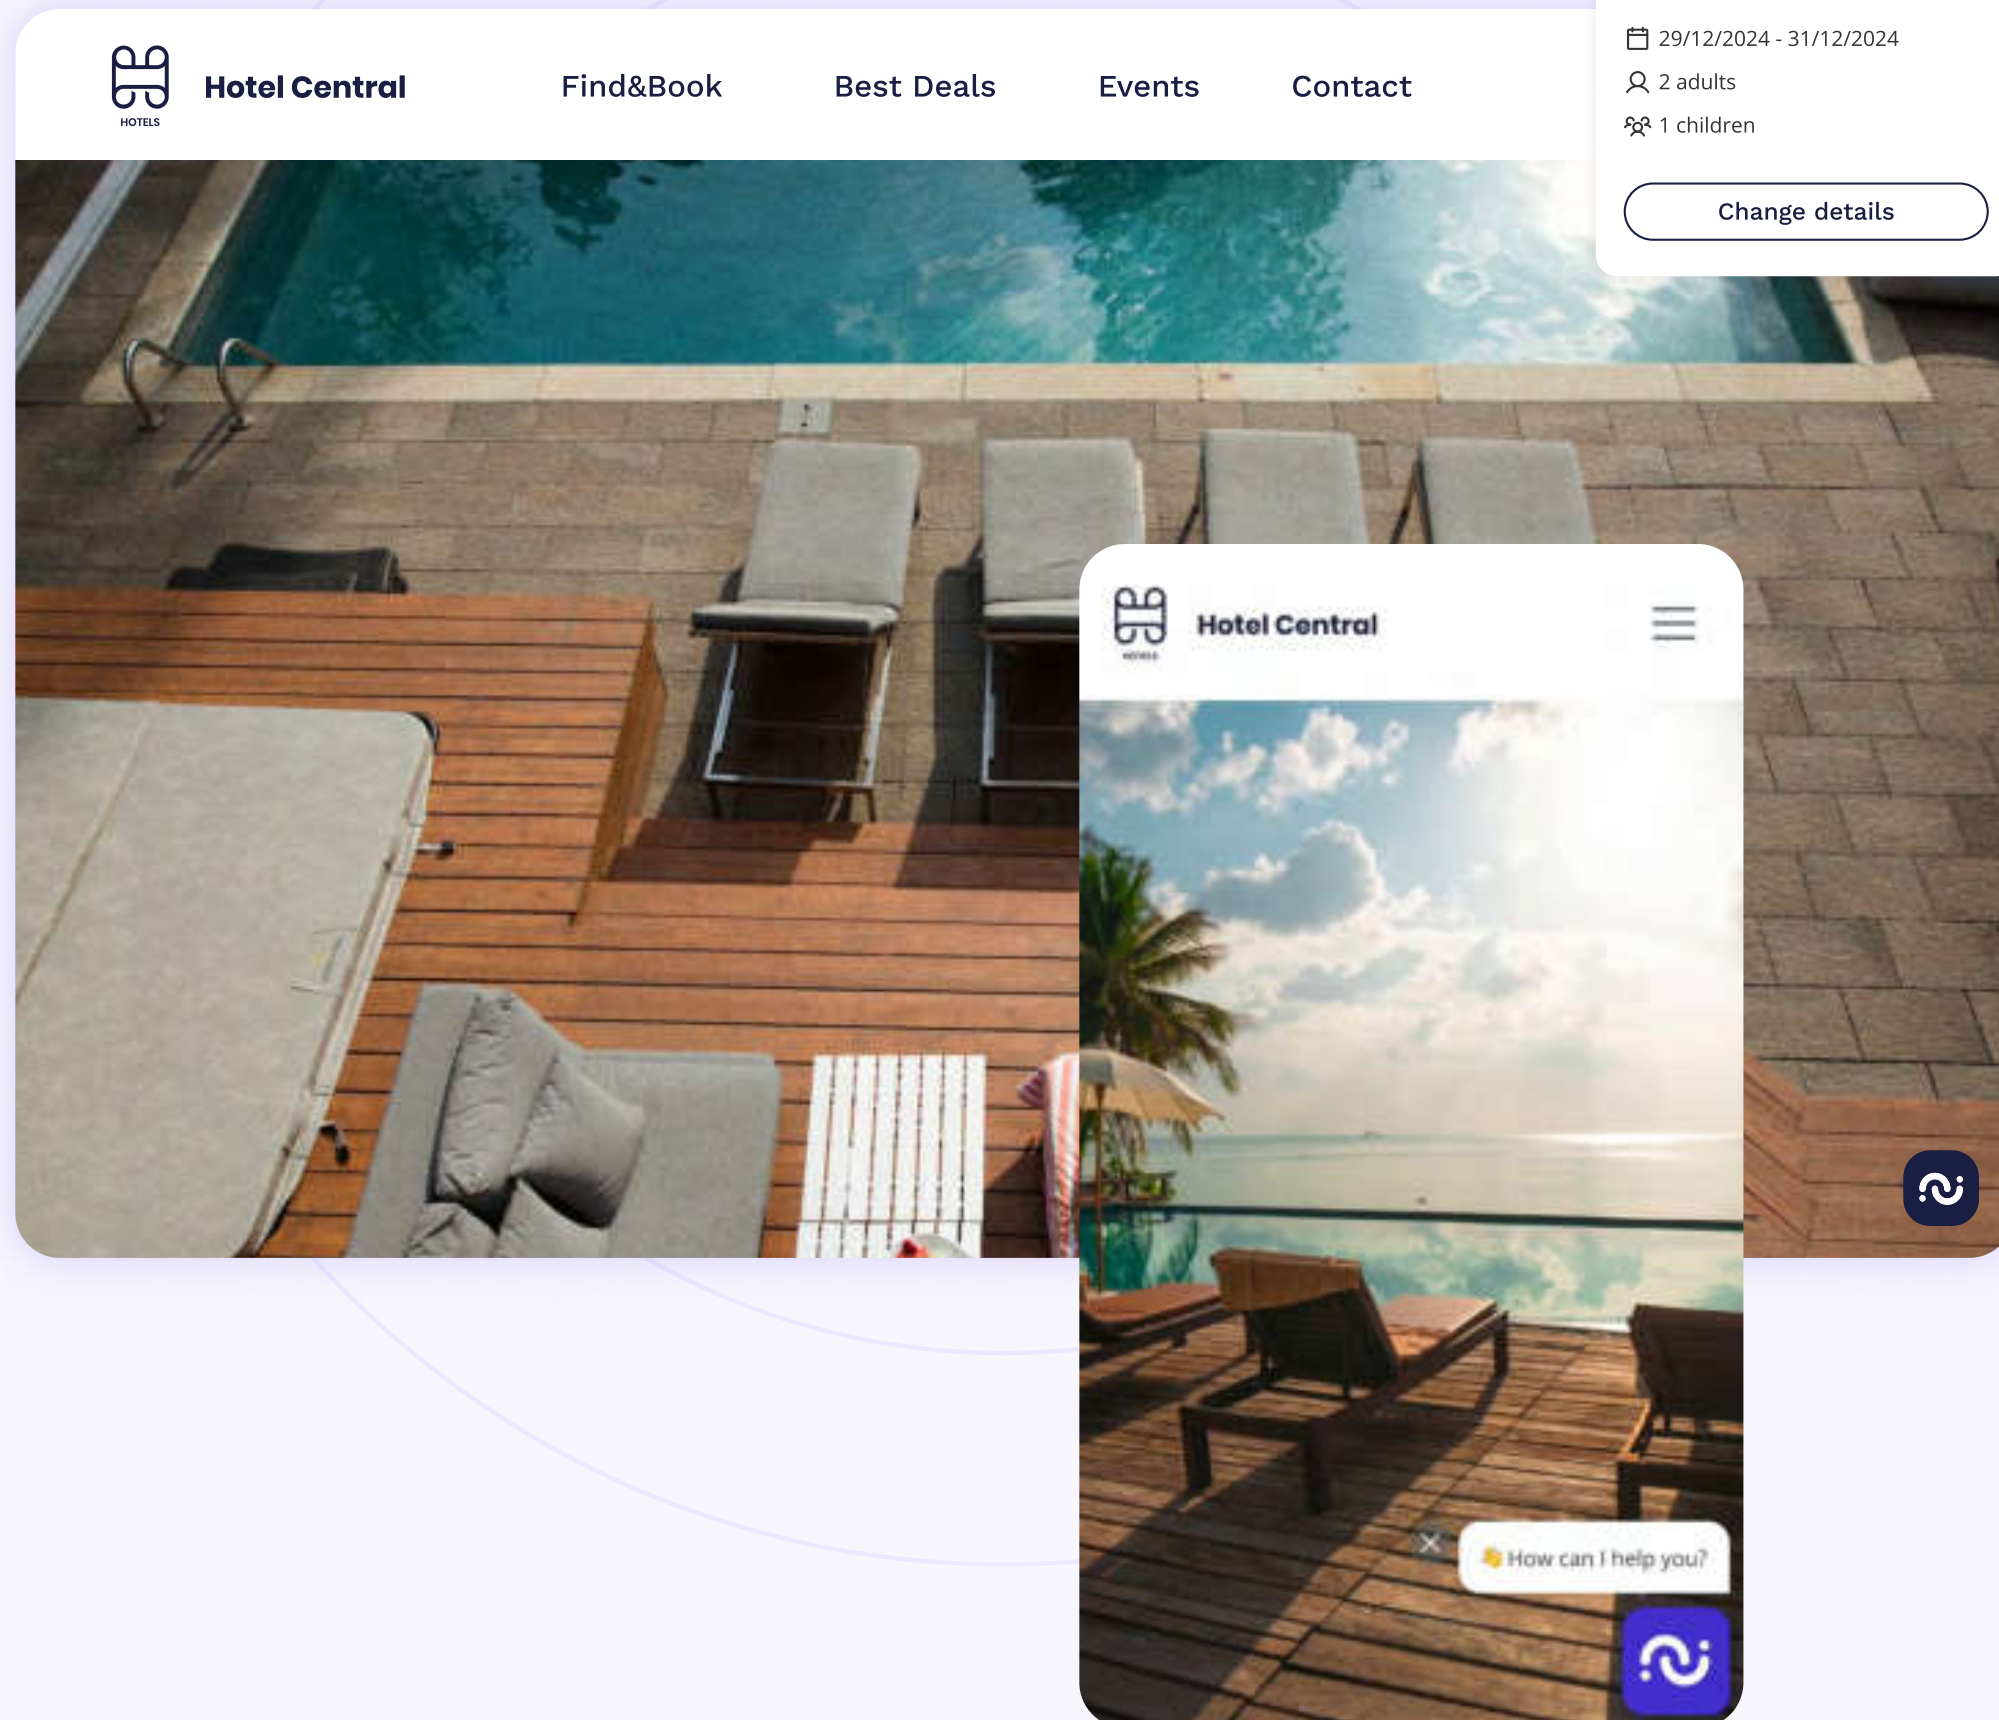 HOTELS
Hotel Central
Find&Book
Best Deals
Events
Contact
29/12/2024 - 31/12/2024
2 adults
1 children
Change details
HOTELS
Hotel Central
👋 How can I help you?